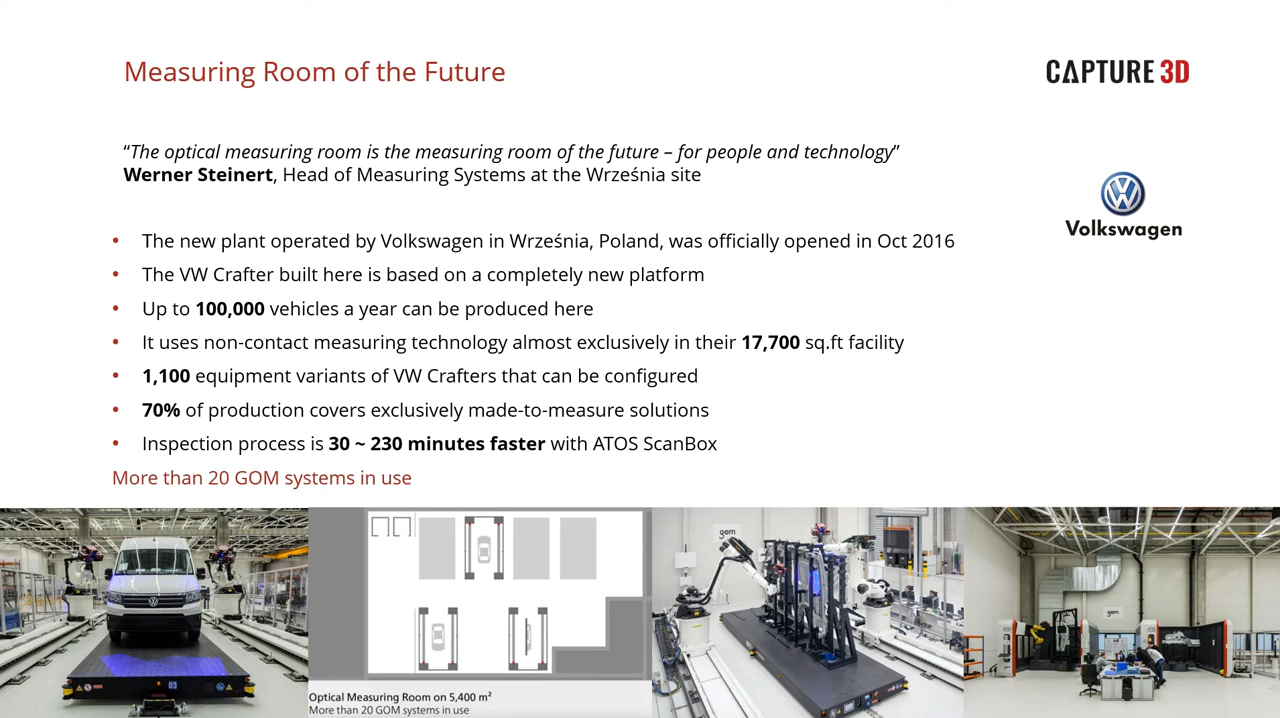 Measuring Room of the Future
CAPTURE 3D
“The optical measuring room is the measuring room of the future – for people and technology”
Werner Steinert, Head of Measuring Systems at the Września site
Volkswagen
• The new plant operated by Volkswagen in Września, Poland, was officially opened in Oct 2016
• The VW Crafter built here is based on a completely new platform
• Up to 100,000 vehicles a year can be produced here
• It uses non-contact measuring technology almost exclusively in their 17,700 sq.ft facility
• 1,100 equipment variants of VW Crafters that can be configured
• 70% of production covers exclusively made-to-measure solutions
• Inspection process is 30 ~ 230 minutes faster with ATOS ScanBox
More than 20 GOM systems in use
gom
gom
03
Optical Measuring Room on 5,400 m²
More than 20 GOM systems in use